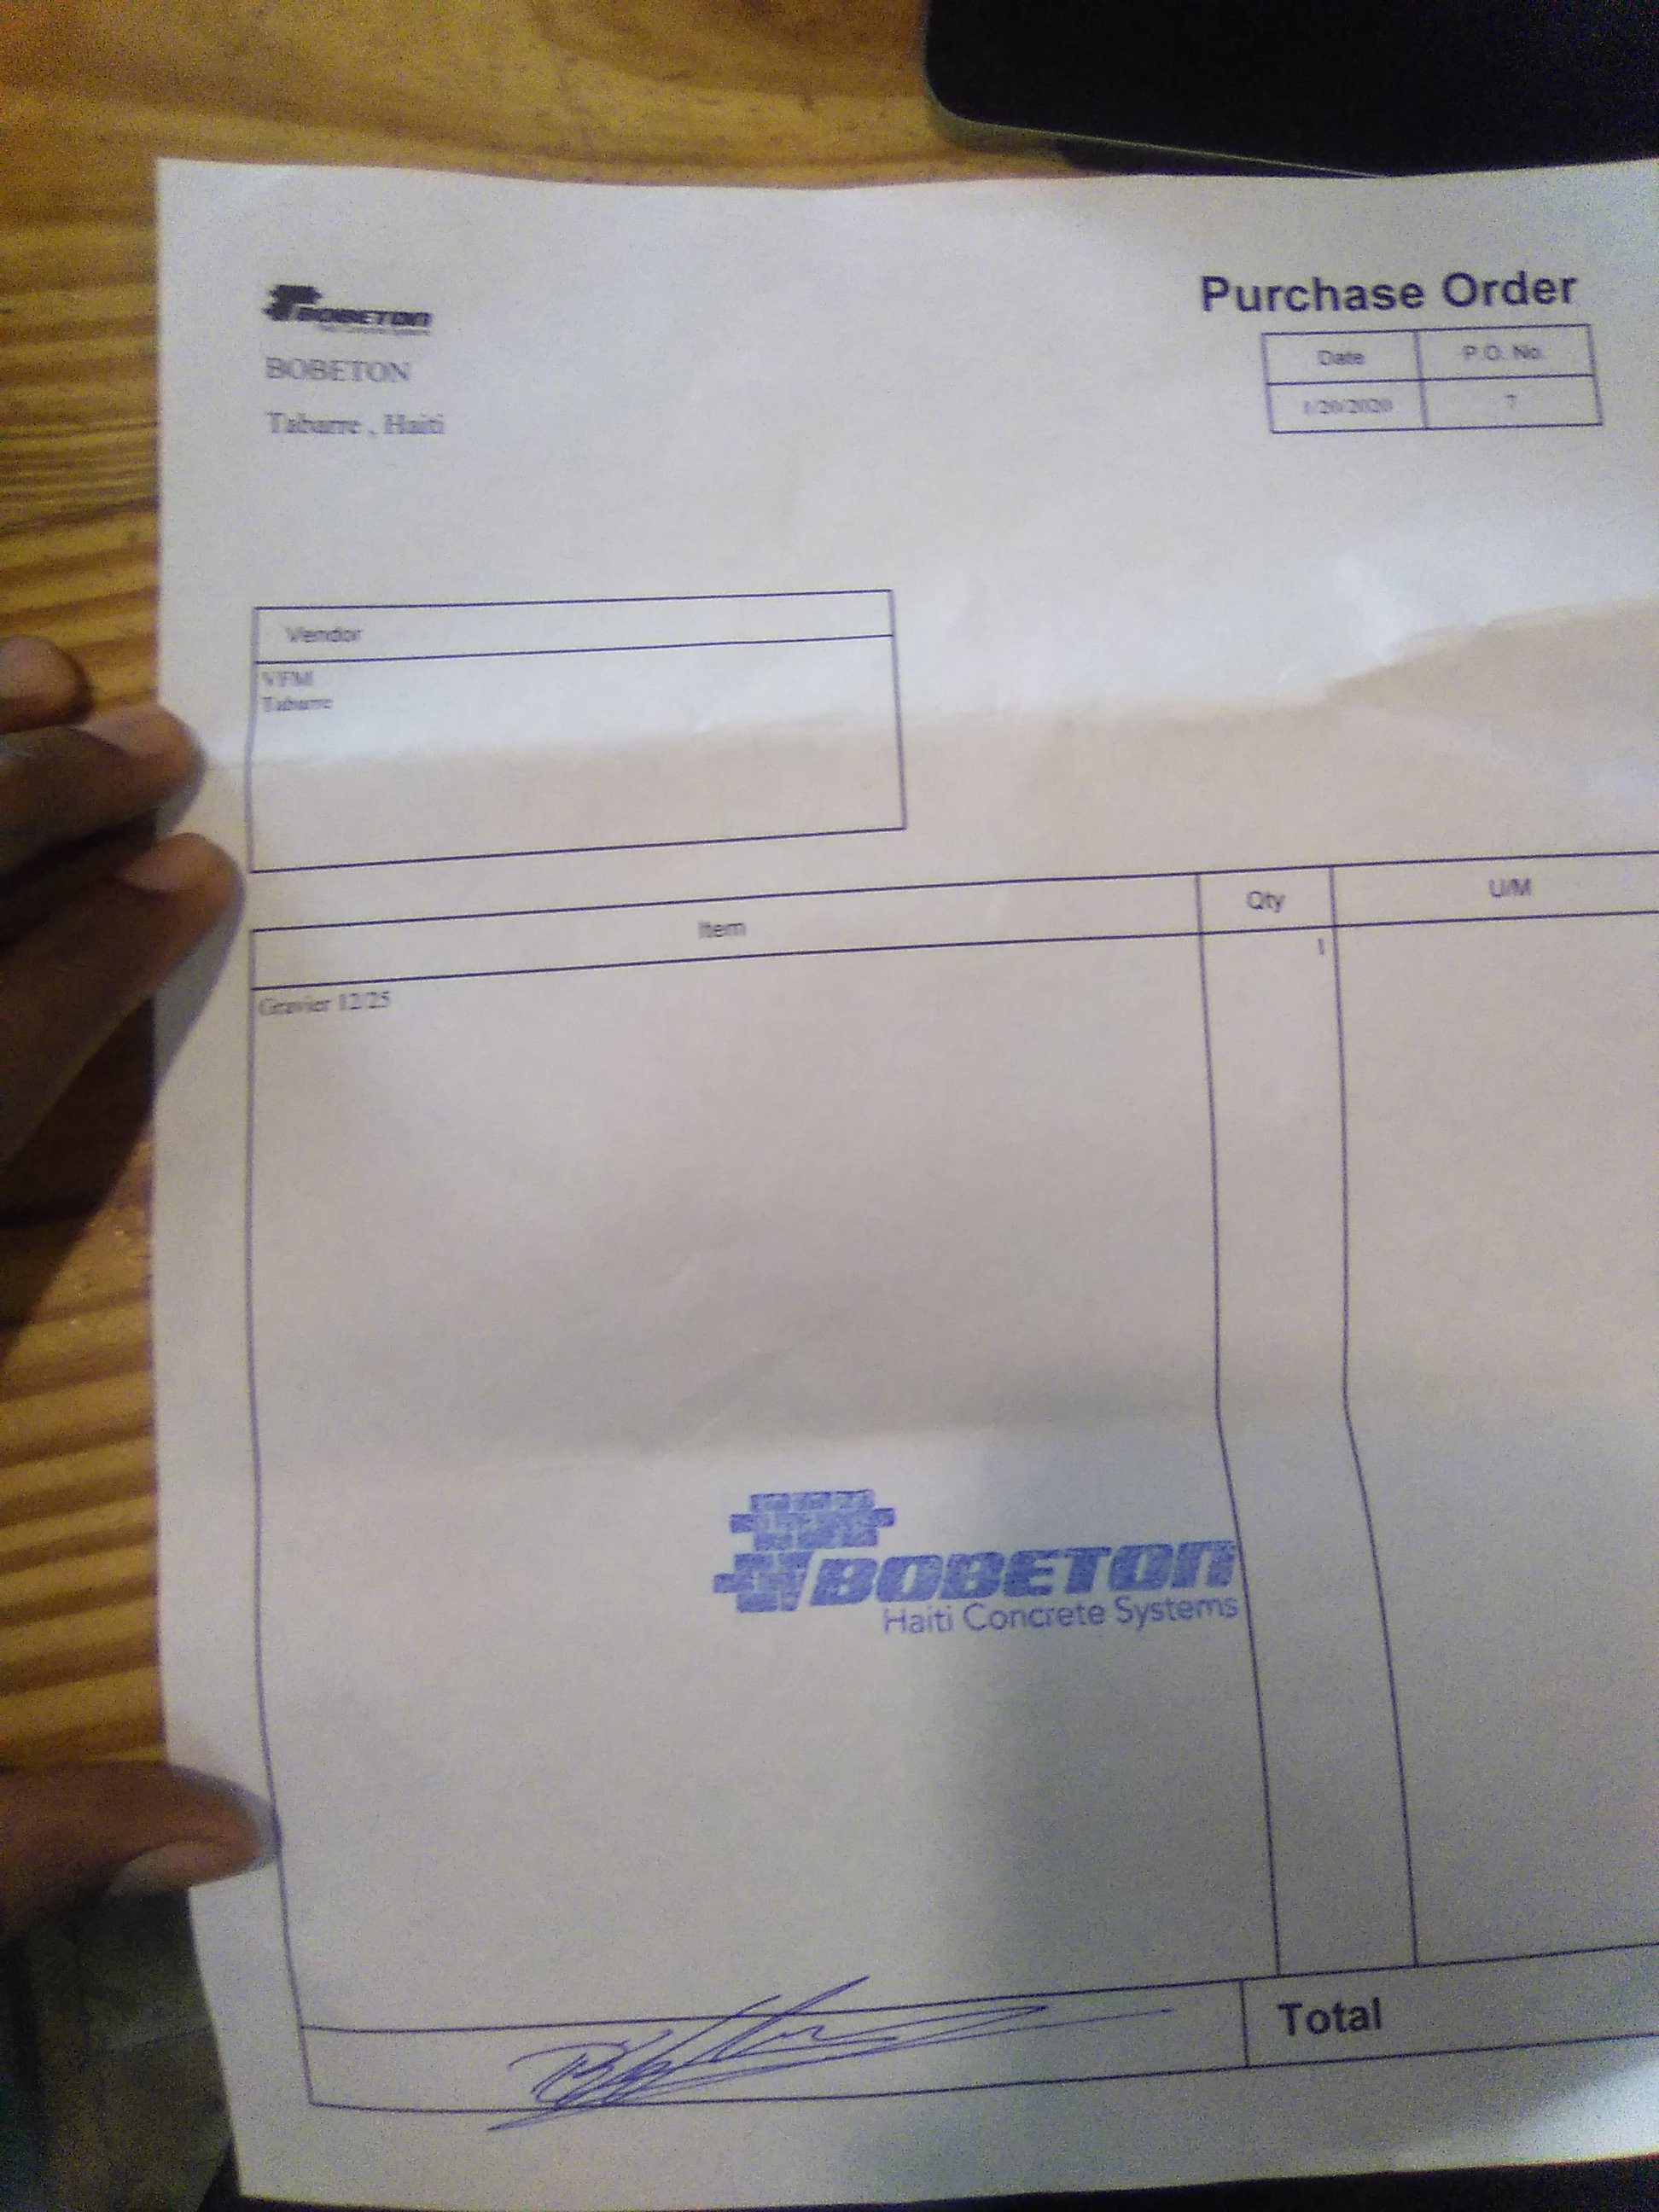 BOBETON
BOBETON
Tabarre , Haiti
Purchase Order
Date P.O. No.
1/20/2020 7
Vendor
VFM
Tabarre
Item Qty U/M
Gravier 12/25 1
BOBETON
Haiti Concrete Systems
Total